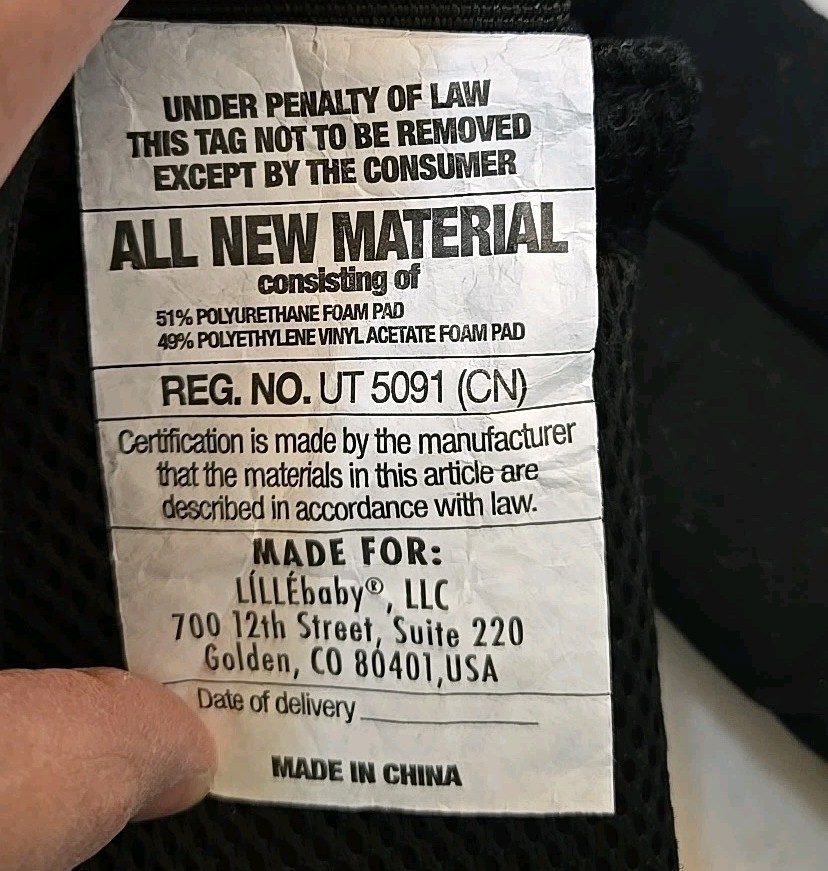 UNDER PENALTY OF LAW
THIS TAG NOT TO BE REMOVED
EXCEPT BY THE CONSUMER
ALL NEW MATERIAL
consisting of
51% POLYURETHANE FOAM PAD
49% POLYETHYLENE VINYL ACETATE FOAM PAD
REG. NO. UT 5091 (CN)
Certification is made by the manufacturer
that the materials in this article are
described in accordance with law.
MADE FOR:
LÍLLÉbaby®, LLC
700 12th Street, Suite 220
Golden, CO 80401,USA
Date of delivery
MADE IN CHINA